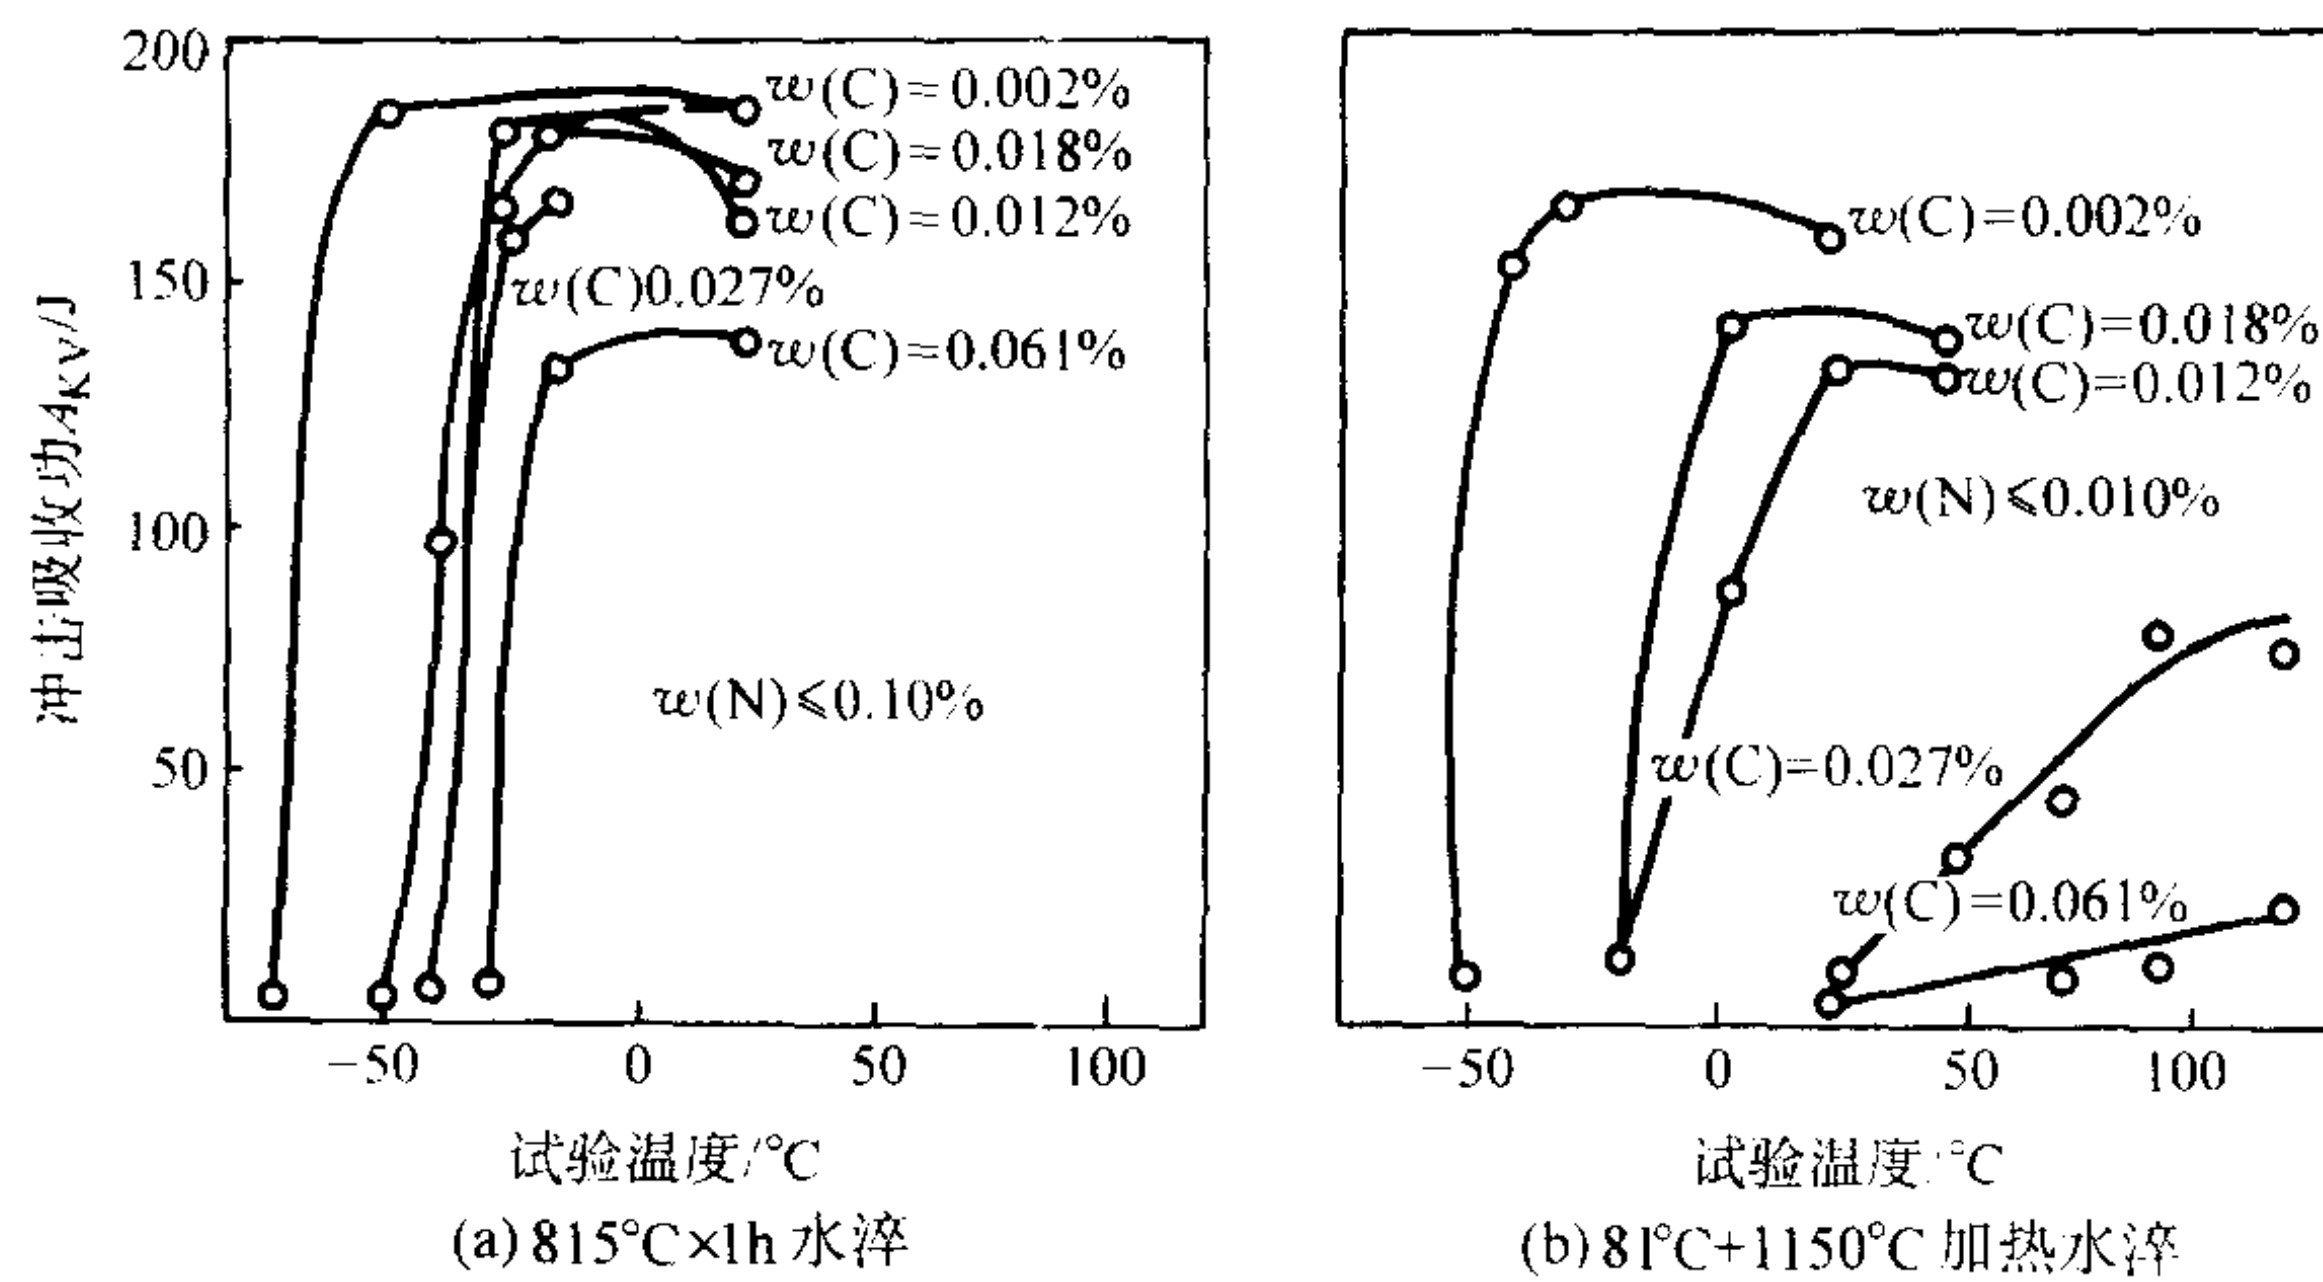 200
150
100
50
冲击吸收功AKV/J
w(C)=0.002%
w(C)=0.018%
w(C)=0.012%
w(C)0.027%
w(C)=0.061%
w(N)≤0.10%
-50 0 50 100
试验温度/°C
(a)815°C×1h 水淬
w(C)=0.002%
w(C)=0.018%
w(C)=0.012%
w(N)≤0.010%
w(C)=0.027%
w(C)=0.061%
-50 0 50 100
试验温度/°C
(b)81°C+1150°C 加热水淬